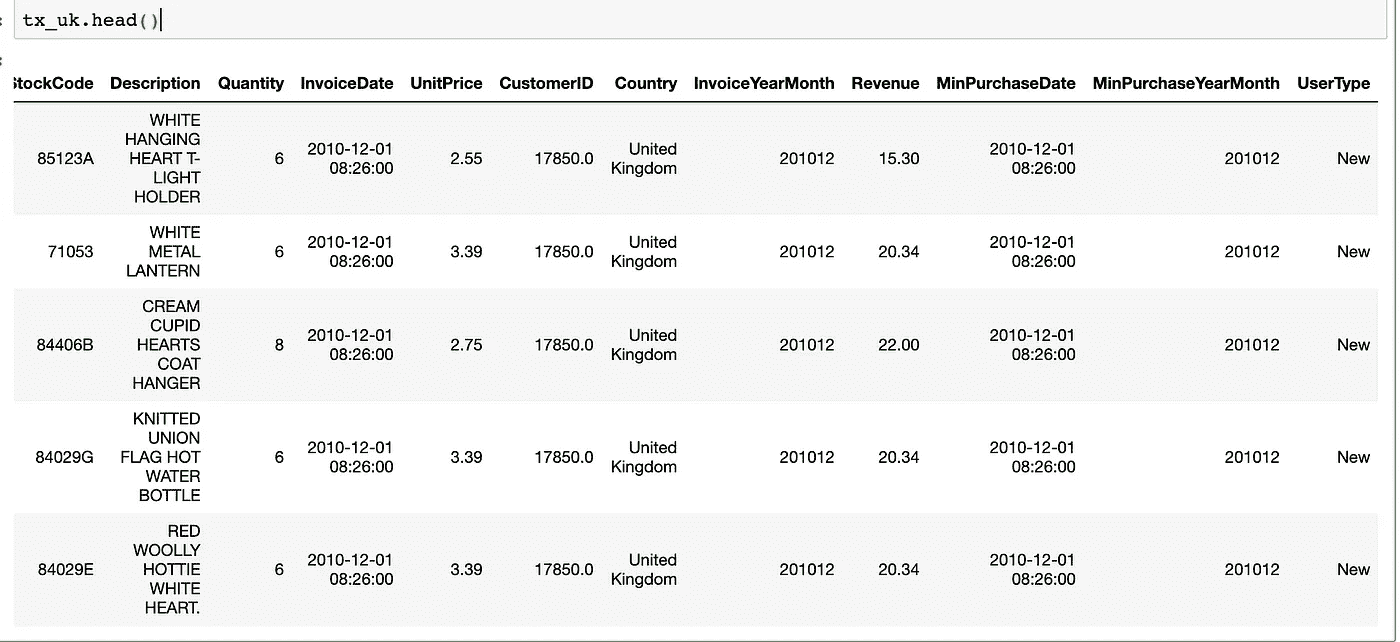 tx_uk.head()
StockCode Description Quantity InvoiceDate UnitPrice CustomerID Country InvoiceYearMonth Revenue MinPurchaseDate MinPurchaseYearMonth UserType
85123A WHITE HANGING HEART T-LIGHT HOLDER 6 2010-12-01 08:26:00 2.55 17850.0 United Kingdom 201012 15.30 2010-12-01 08:26:00 201012 New
71053 WHITE METAL LANTERN 6 2010-12-01 08:26:00 3.39 17850.0 United Kingdom 201012 20.34 2010-12-01 08:26:00 201012 New
84406B CREAM CUPID HEARTS COAT HANGER 8 2010-12-01 08:26:00 2.75 17850.0 United Kingdom 201012 22.00 2010-12-01 08:26:00 201012 New
84029G KNITTED UNION FLAG HOT WATER BOTTLE 6 2010-12-01 08:26:00 3.39 17850.0 United Kingdom 201012 20.34 2010-12-01 08:26:00 201012 New
84029E RED WOOLLY HOTTIE WHITE HEART. 6 2010-12-01 08:26:00 3.39 17850.0 United Kingdom 201012 20.34 2010-12-01 08:26:00 201012 New